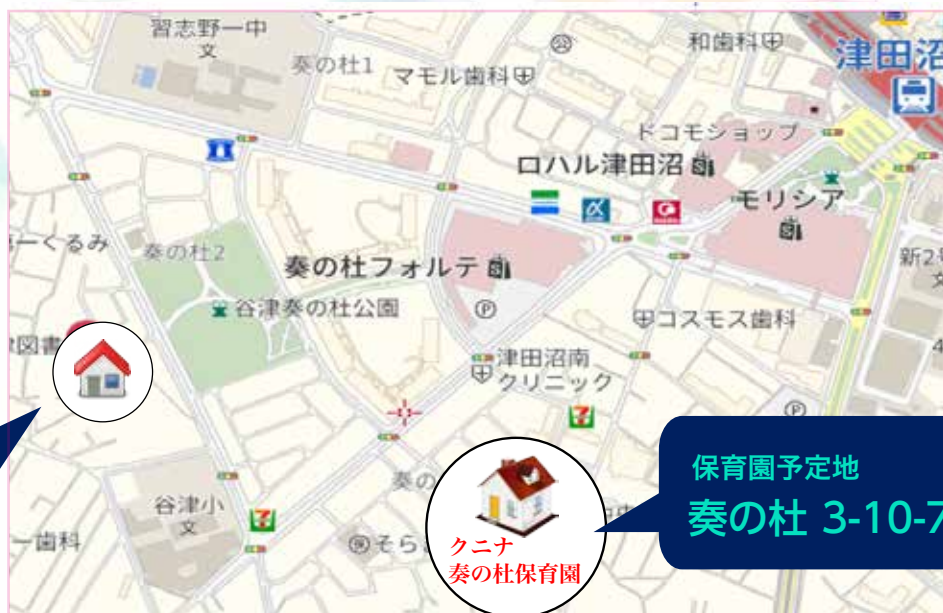 習志野一中
文
奏の杜1
マモル歯科
和歯科
津田沼
ドコモショップ
ロハル津田沼
モリシア
くるみ
奏の杜2
奏の杜フォルテ
谷津奏の杜公園
P
コスモス歯科
新2
図書
津田沼南
クリニック
P
4
保育園予定地
奏の杜 3-10-7
谷津小
文
奏の
歯科
そら
クニナ
奏の杜保育園